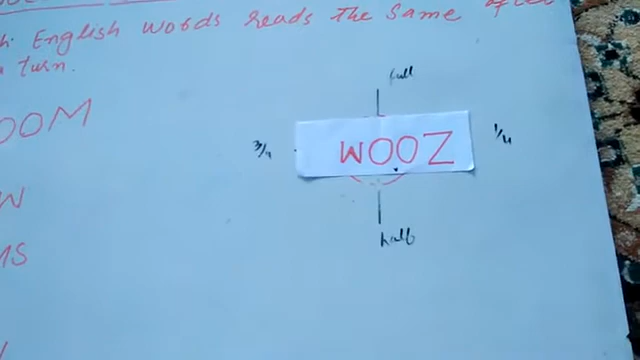 English words reads the same after
turn.
full
OOM
3/4
WOOZ
1/4
W
half
MS